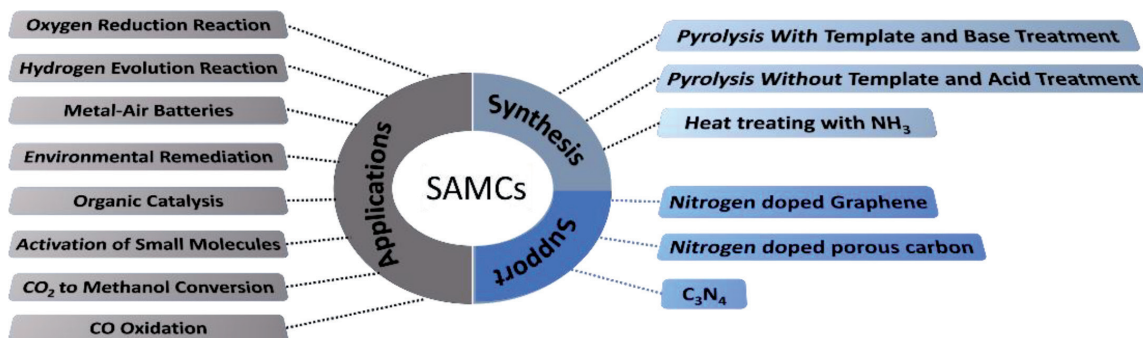 Oxygen Reduction Reaction
Hydrogen Evolution Reaction
Metal-Air Batteries
Environmental Remediation
Organic Catalysis
Activation of Small Molecules
CO₂ to Methanol Conversion
CO Oxidation
Applications
SAMCs
Synthesis
Support
Pyrolysis With Template and Base Treatment
Pyrolysis Without Template and Acid Treatment
Heat treating with NH₃
Nitrogen doped Graphene
Nitrogen doped porous carbon
C₃N₄